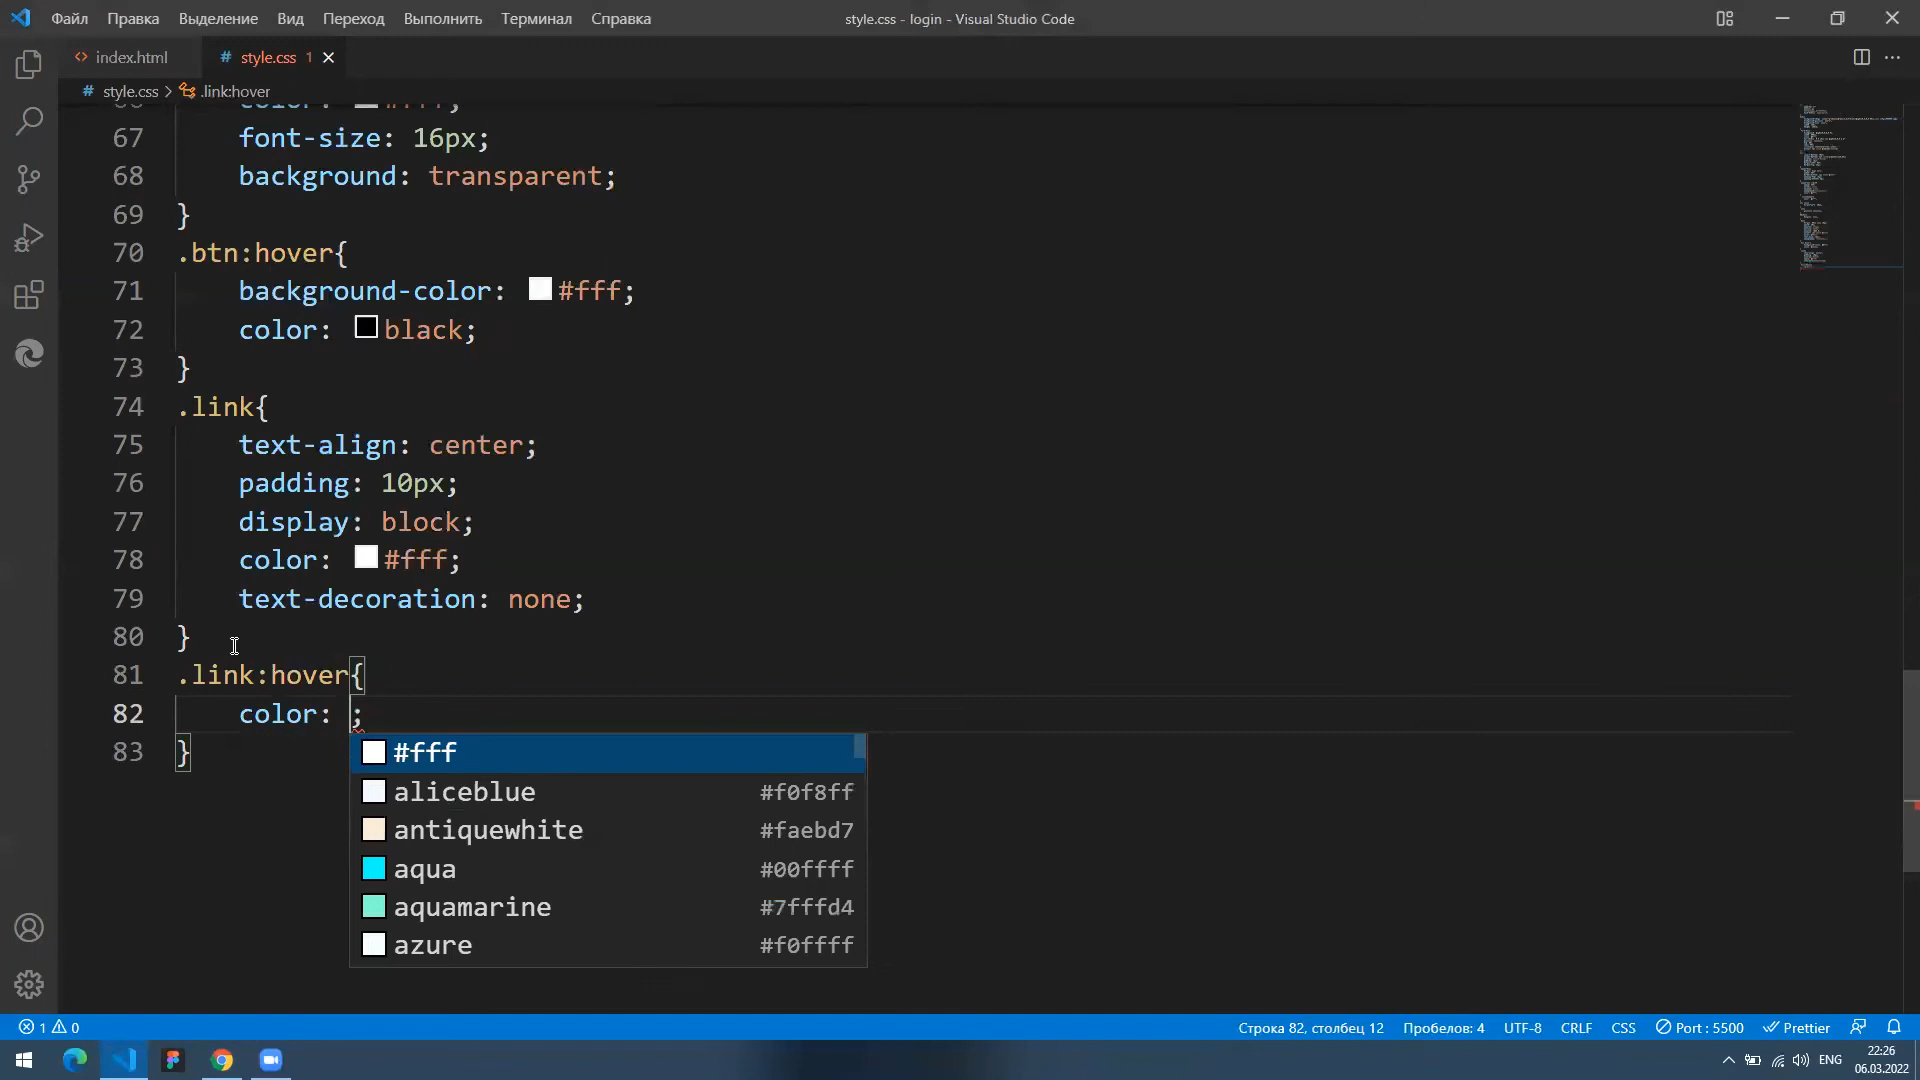 Файл Правка Выделение Вид Переход Выполнить Терминал Справка style.css - login - Visual Studio Code
index.html # style.css 1
# style.css > .link:hover
67 font-size: 16px;
68 background: transparent;
69 }
70 .btn:hover{
71 background-color: #fff;
72 color: black;
73 }
74 .link{
75 text-align: center;
76 padding: 10px;
77 display: block;
78 color: #fff;
79 text-decoration: none;
80 }
81 .link:hover{
82 color: ;
83 }
#fff
aliceblue #f0f8ff
antiquewhite #faebd7
aqua #00ffff
aquamarine #7fffd4
azure #f0ffff
1 0 Строка 82, столбец 12 Пробелов: 4 UTF-8 CRLF CSS Port : 5500 Prettier
ENG 22:26
06.03.2022